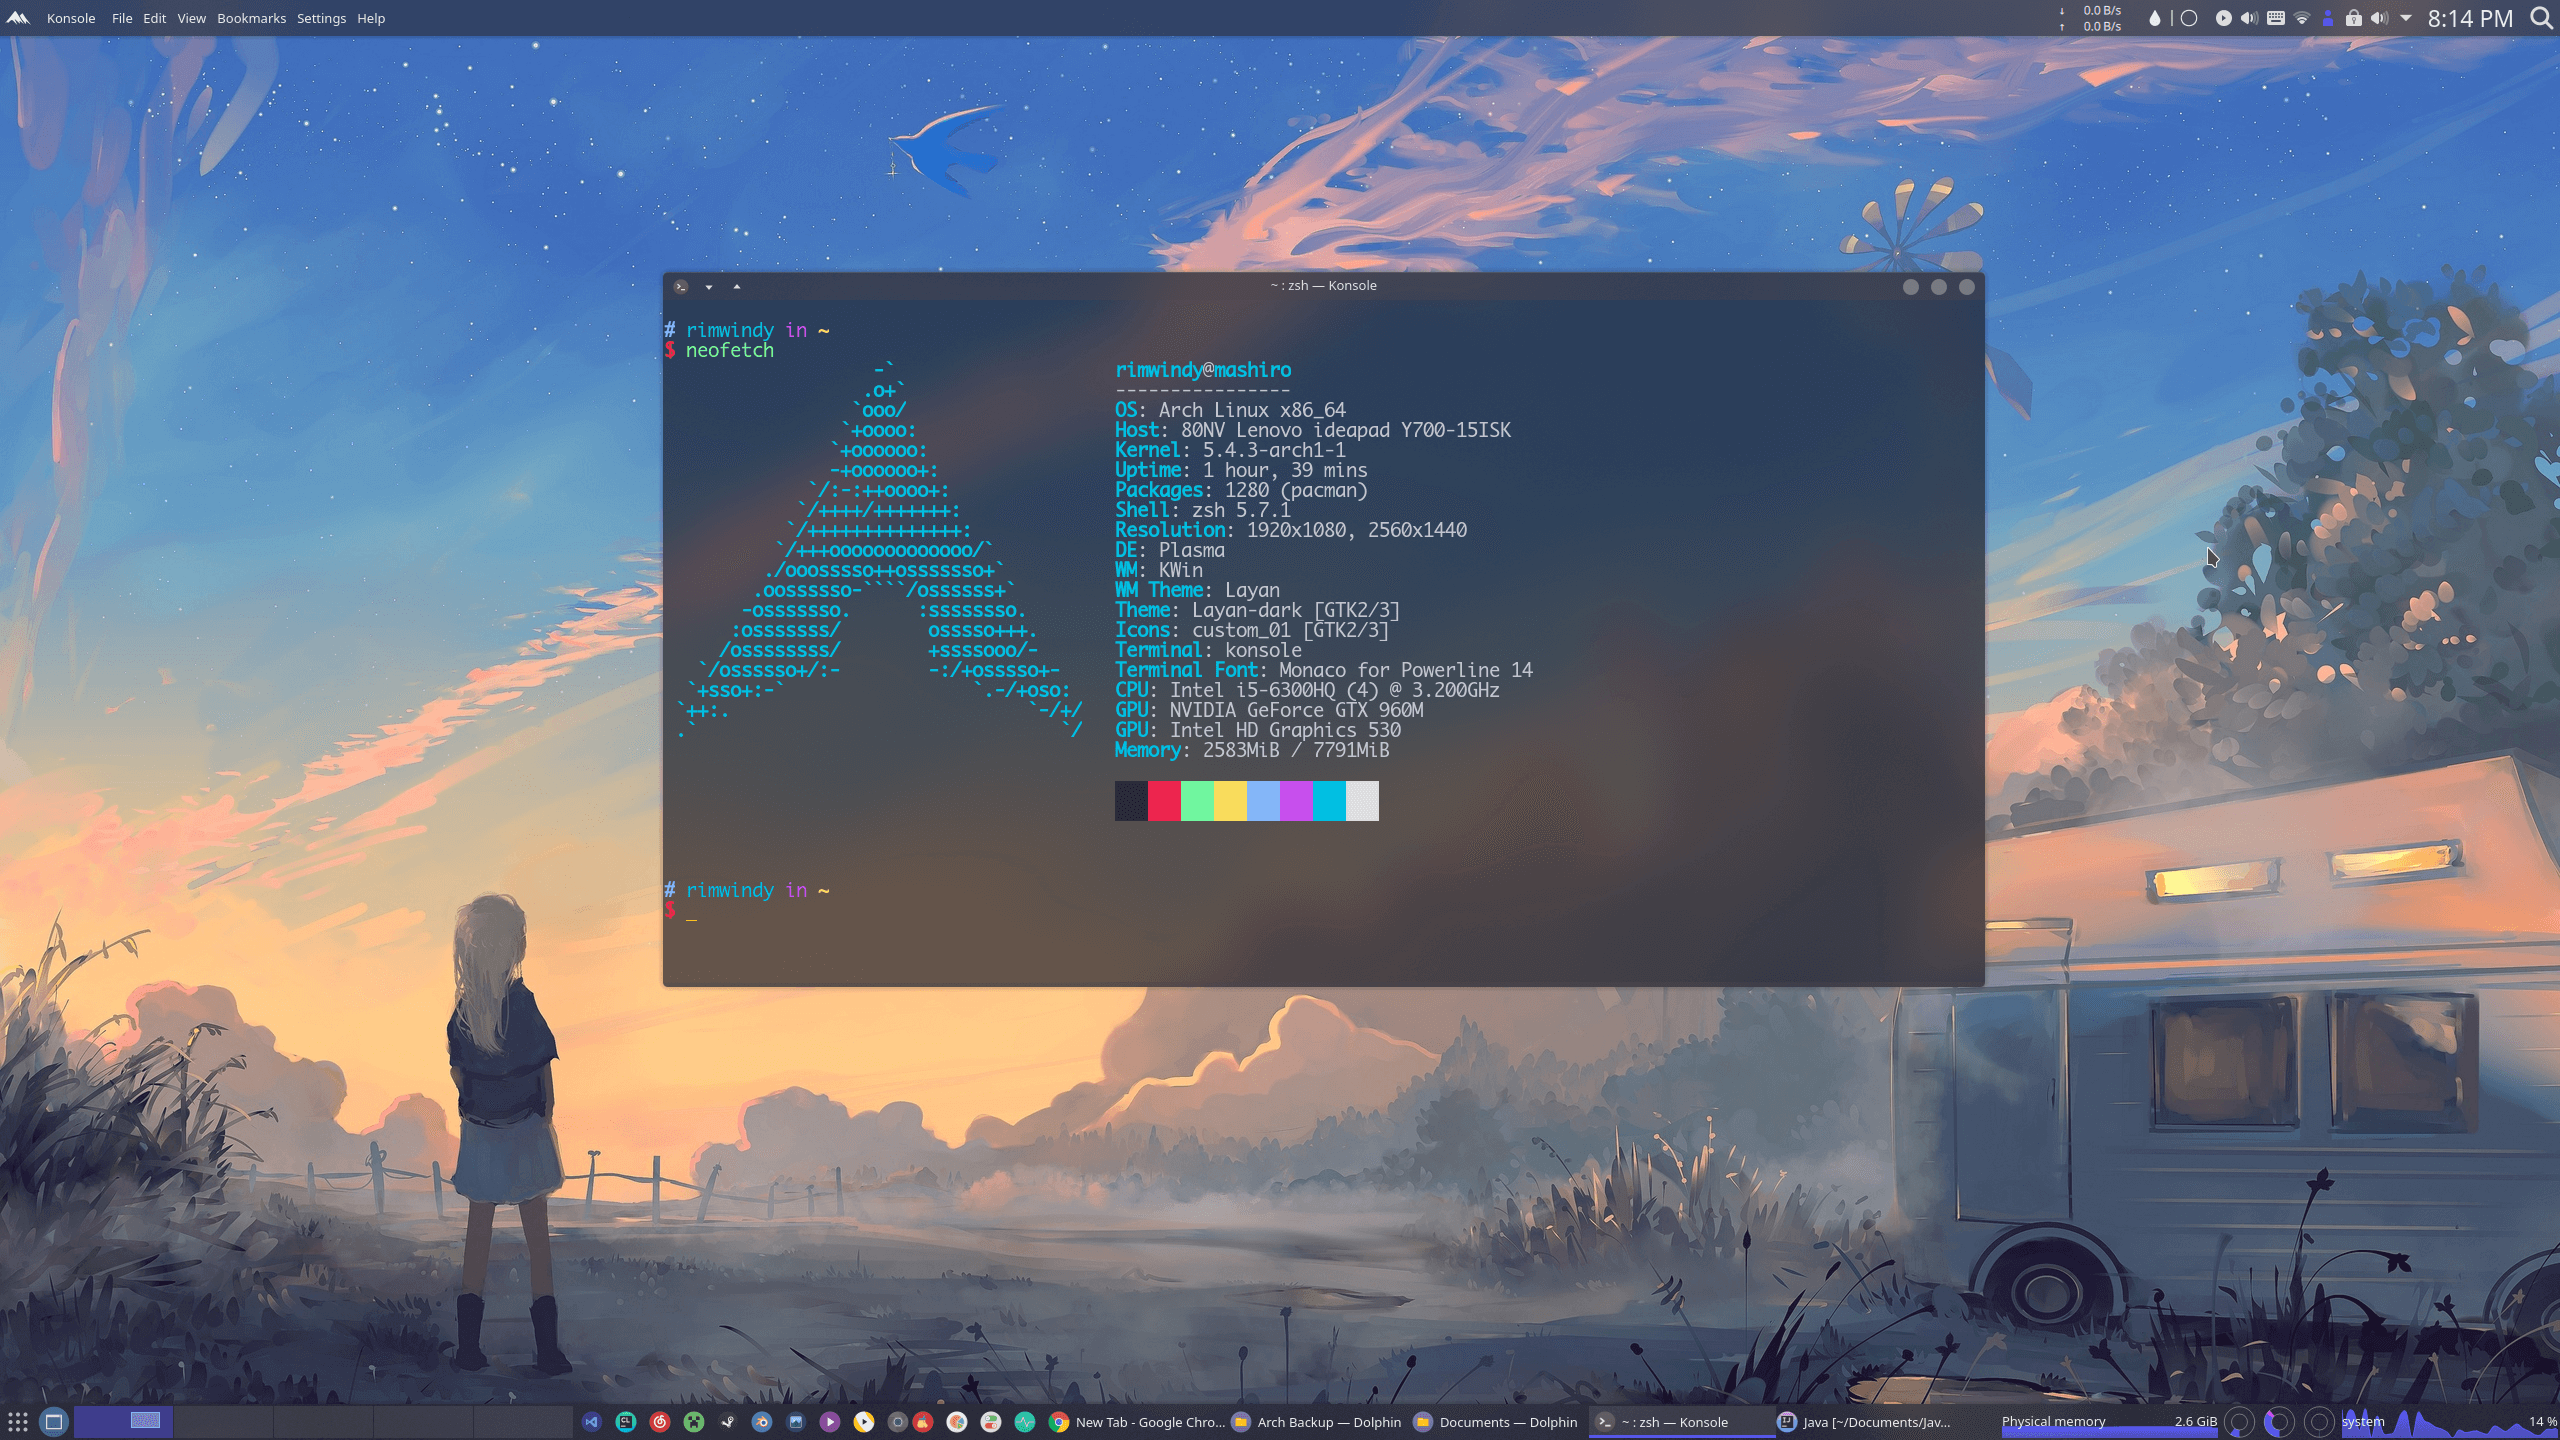 Konsole File Edit View Bookmarks Settings Help
↓ 0.0 B/s
↑ 0.0 B/s
8:14 PM
~ : zsh — Konsole
# rimwindy in ~
$ neofetch
-`
.o+`
`ooo/
`+oooo:
`+oooooo:
-+oooooo+:
`/:-:++oooo+:
`/++++/+++++++:
`/++++++++++++++:
`/+++ooooooooooooo/`
./ooosssso++osssssso+`
.oossssso-````/ossssss+`
-osssssso. :ssssssso.
:osssssss/ osssso+++.
/ossssssss/ +ssssooo/-
`/ossssso+/:- -:/+osssso+-
`+sso+:-` `.-/+oso:
`++:. `-/+/
.` `/
rimwindy@mashiro
----------------
OS: Arch Linux x86_64
Host: 80NV Lenovo ideapad Y700-15ISK
Kernel: 5.4.3-arch1-1
Uptime: 1 hour, 39 mins
Packages: 1280 (pacman)
Shell: zsh 5.7.1
Resolution: 1920x1080, 2560x1440
DE: Plasma
WM: KWin
WM Theme: Layan
Theme: Layan-dark [GTK2/3]
Icons: custom_01 [GTK2/3]
Terminal: konsole
Terminal Font: Monaco for Powerline 14
CPU: Intel i5-6300HQ (4) @ 3.200GHz
GPU: NVIDIA GeForce GTX 960M
GPU: Intel HD Graphics 530
Memory: 2583MiB / 7791MiB
# rimwindy in ~
$ _
CL New Tab - Google Chro... Arch Backup — Dolphin Documents — Dolphin ~ : zsh — Konsole IJ Java [~/Documents/Jav... Physical memory 2.6 GiB system 14 %